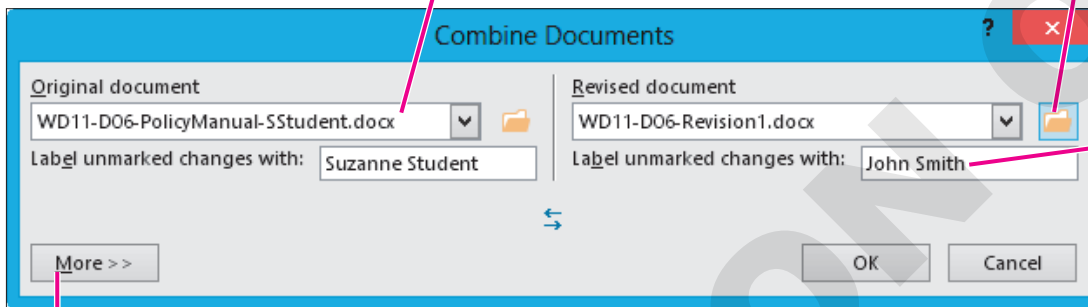 Combine Documents
?
×
Original document
WD11-D06-PolicyManual-SStudent.docx
Label unmarked changes with: Suzanne Student
Revised document
WD11-D06-Revision1.docx
Label unmarked changes with: John Smith
More >>
OK
Cancel